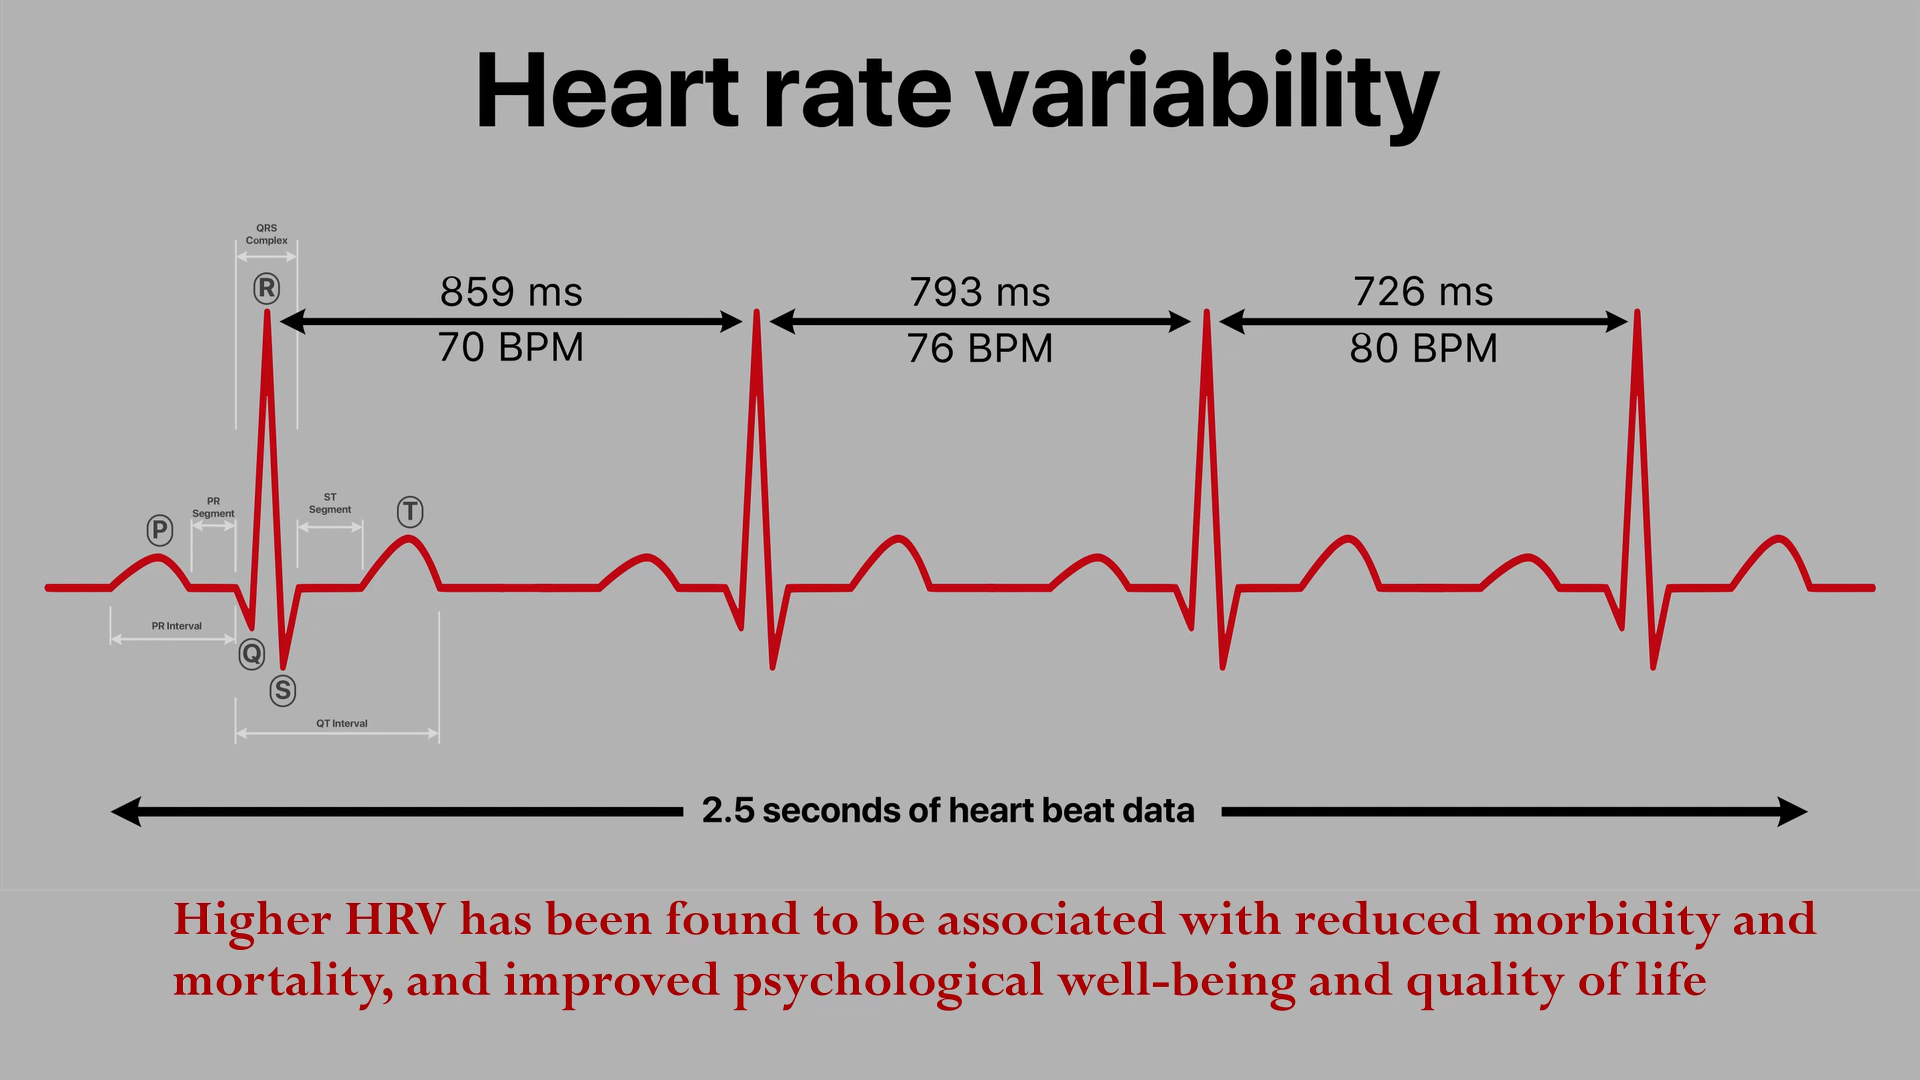 Heart rate variability
QRS
Complex
R
859 ms
793 ms
726 ms
70 BPM
76 BPM
80 BPM
PR
Segment
ST
Segment
P
T
PR Interval
Q
S
QT Interval
2.5 seconds of heart beat data
Higher HRV has been found to be associated with reduced morbidity and
mortality, and improved psychological well-being and quality of life